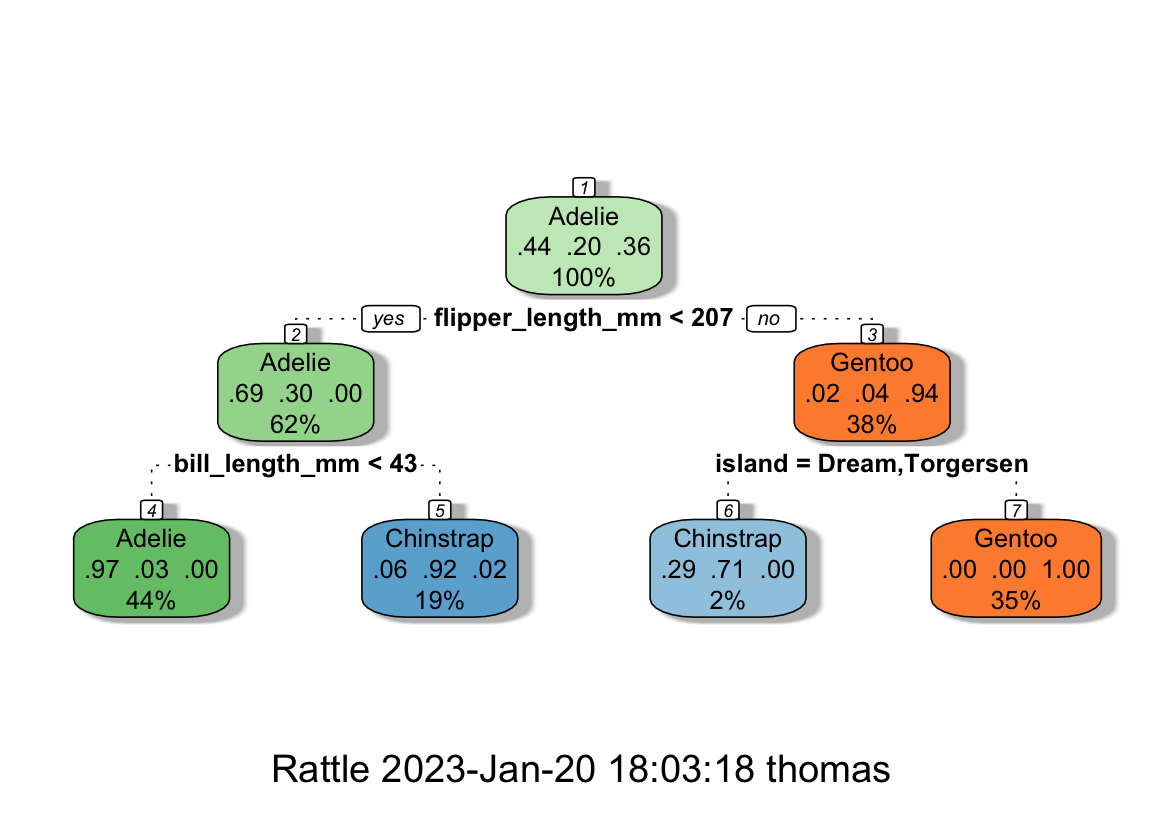 1
Adelie
.44 .20 .36
100%
yes flipper_length_mm < 207 no
2
Adelie
.69 .30 .00
62%
3
Gentoo
.02 .04 .94
38%
bill_length_mm < 43
island = Dream,Torgersen
4
Adelie
.97 .03 .00
44%
5
Chinstrap
.06 .92 .02
19%
6
Chinstrap
.29 .71 .00
2%
7
Gentoo
.00 .00 1.00
35%
Rattle 2023-Jan-20 18:03:18 thomas